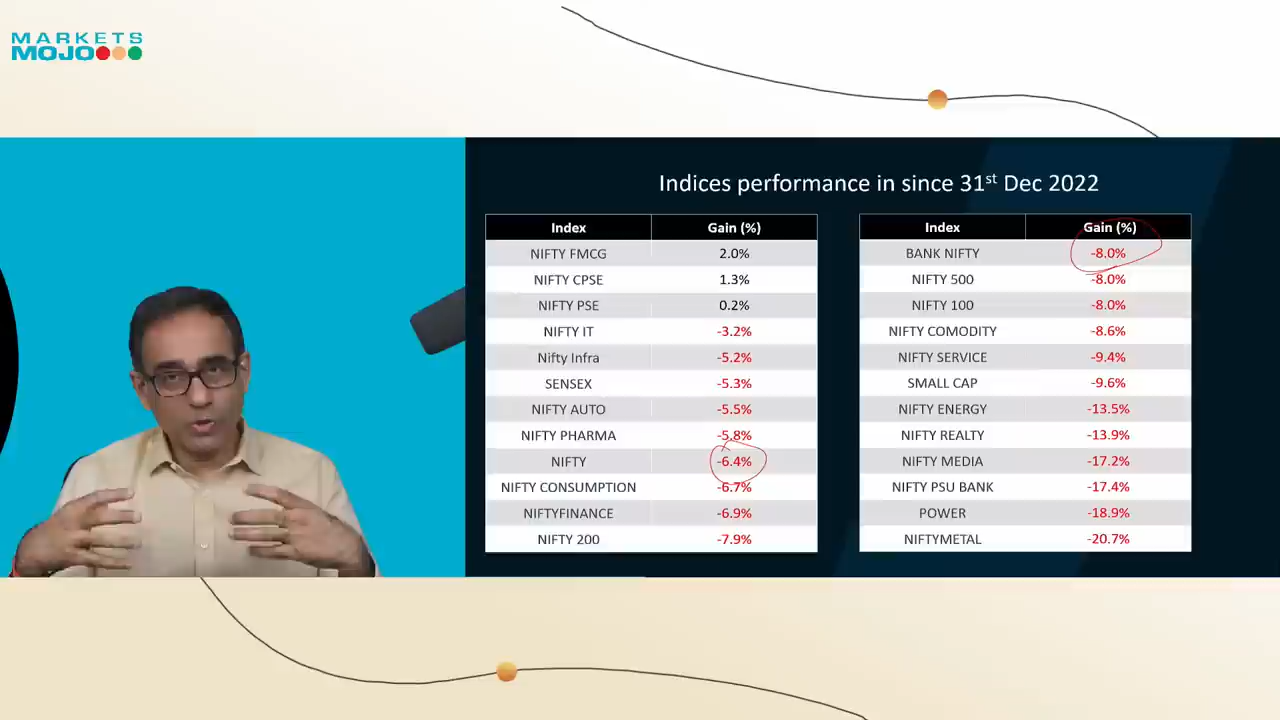 MARKETS
MOJO
Indices performance in since 31st Dec 2022
Index Gain (%)
NIFTY FMCG 2.0%
NIFTY CPSE 1.3%
NIFTY PSE 0.2%
NIFTY IT -3.2%
Nifty Infra -5.2%
SENSEX -5.3%
NIFTY AUTO -5.5%
NIFTY PHARMA -5.8%
NIFTY -6.4%
NIFTY CONSUMPTION -6.7%
NIFTYFINANCE -6.9%
NIFTY 200 -7.9%
Index Gain (%)
BANK NIFTY -8.0%
NIFTY 500 -8.0%
NIFTY 100 -8.0%
NIFTY COMODITY -8.6%
NIFTY SERVICE -9.4%
SMALL CAP -9.6%
NIFTY ENERGY -13.5%
NIFTY REALTY -13.9%
NIFTY MEDIA -17.2%
NIFTY PSU BANK -17.4%
POWER -18.9%
NIFTYMETAL -20.7%